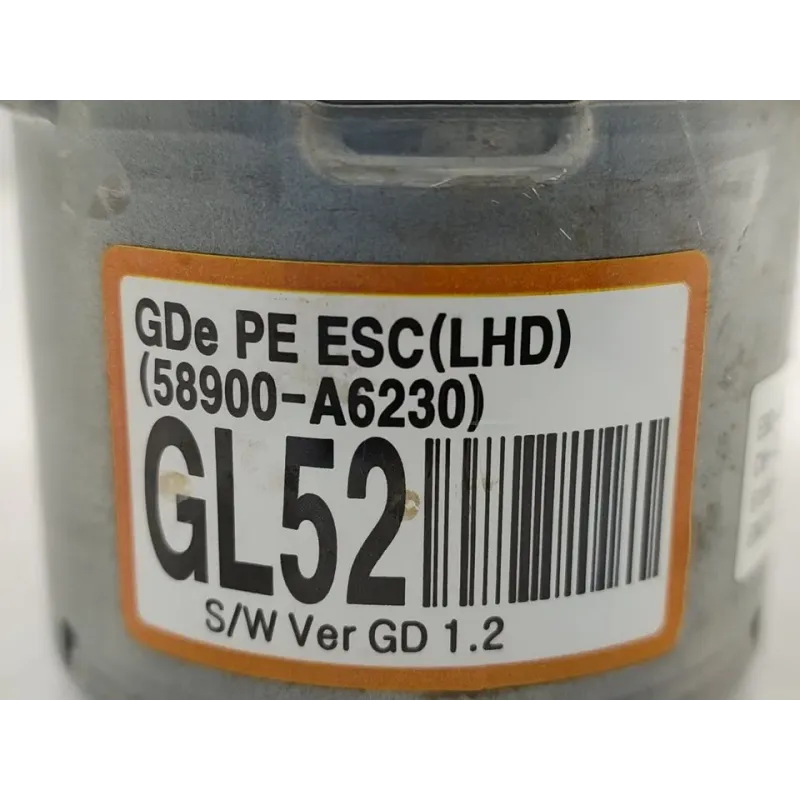 GDe PE ESC(LHD)
(58900-A6230)
GL52
S/W Ver GD 1.2